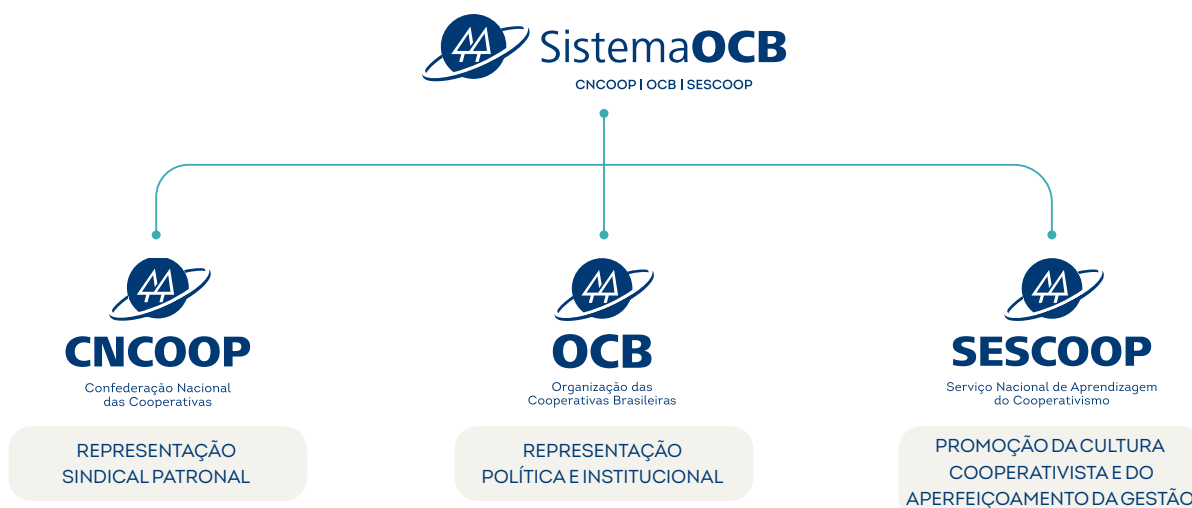 SistemaOCB
CNCOOP | OCB | SESCOOP
CNCOOP
Confederação Nacional
das Cooperativas
REPRESENTAÇÃO
SINDICAL PATRONAL
OCB
Organização das
Cooperativas Brasileiras
REPRESENTAÇÃO
POLÍTICA E INSTITUCIONAL
SESCOOP
Serviço Nacional de Aprendizagem
do Cooperativismo
PROMOÇÃO DA CULTURA
COOPERATIVISTA E DO
APERFEIÇOAMENTO DA GESTÃO